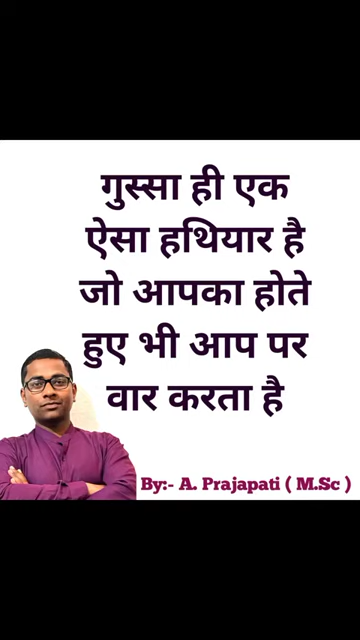 गुस्सा ही एक
ऐसा हथियार है
जो आपका होते
हुए भी आप पर
वार करता है
By:- A. Prajapati ( M.Sc )